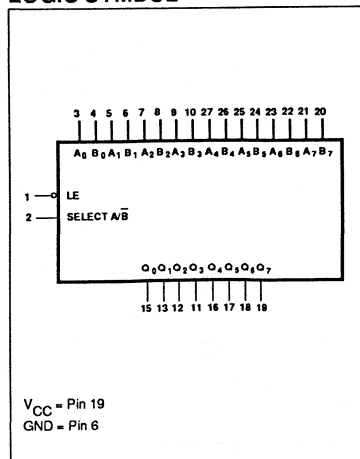 LOGIC SYMBOL
3 4 5 6 7 8 9 10 27 26 25 24 23 22 21 20
A0 B0 A1 B1 A2 B2 A3 B3 A4 B4 A5 B5 A6 B6 A7 B7
1 LE
2 SELECT A/B̅
Q0 Q1 Q2 Q3 Q4 Q5 Q6 Q7
15 13 12 11 16 17 18 19
VCC = Pin 19
GND = Pin 6